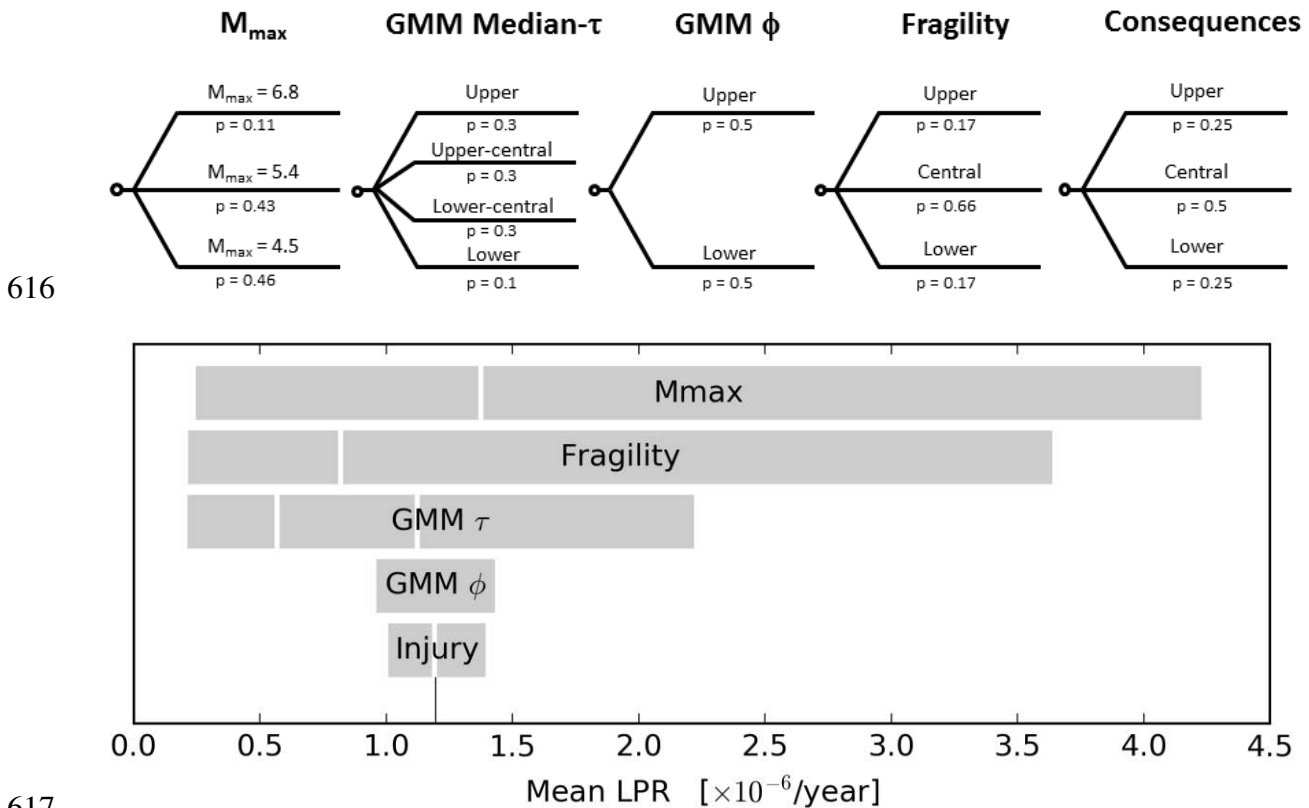 M_max GMM Median-τ GMM ϕ Fragility Consequences
M_max = 6.8 Upper Upper Upper Upper
p = 0.11 p = 0.3 p = 0.5 p = 0.17 p = 0.25
Upper-central
M_max = 5.4 p = 0.3 Central Central
p = 0.43 Lower-central p = 0.66 p = 0.5
p = 0.3
M_max = 4.5 Lower Lower Lower Lower
p = 0.46 p = 0.1 p = 0.5 p = 0.17 p = 0.25
616
Mmax
Fragility
GMM τ
GMM ϕ
Injury
0.0 0.5 1.0 1.5 2.0 2.5 3.0 3.5 4.0 4.5
Mean LPR [×10⁻⁶/year]
617